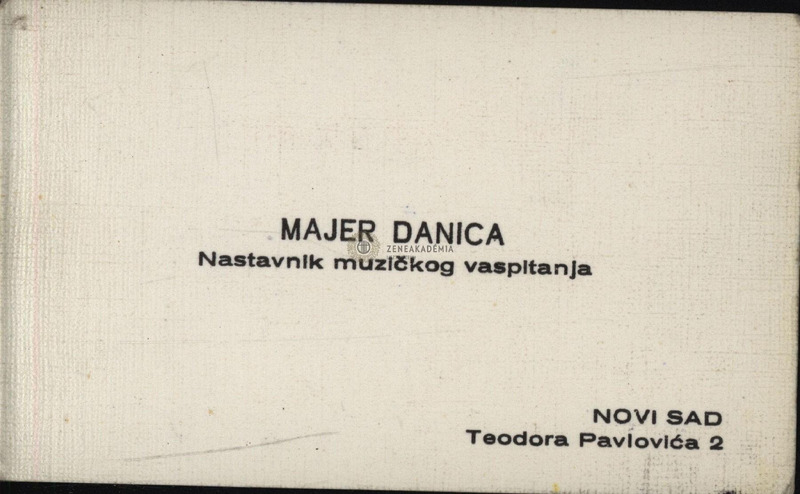 MAJER DANICA
ZENEAKADÉMIA
Nastavnik muzičkog vaspitanja
NOVI SAD
Teodora Pavlovića 2